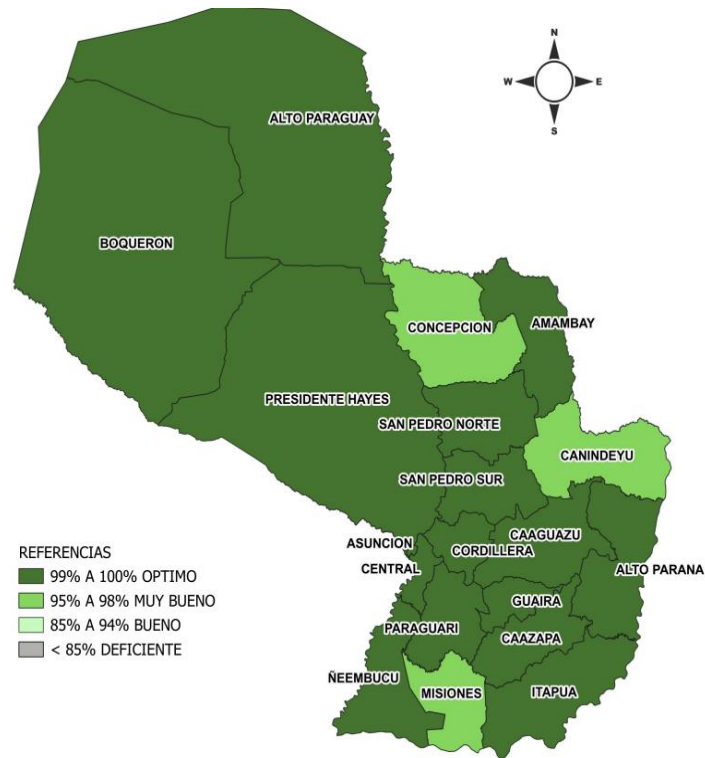 N
W E
S
ALTO PARAGUAY
BOQUERON
CONCEPCION
AMAMBAY
PRESIDENTE HAYES
SAN PEDRO NORTE
CANINDEYU
SAN PEDRO SUR
CAAGUAZU
ASUNCION
CORDILLERA
CENTRAL
ALTO PARANA
GUAIRA
PARAGUARI
CAAZAPA
ÑEEMBUCU
MISIONES
ITAPUA
REFERENCIAS
99% A 100% OPTIMO
95% A 98% MUY BUENO
85% A 94% BUENO
< 85% DEFICIENTE